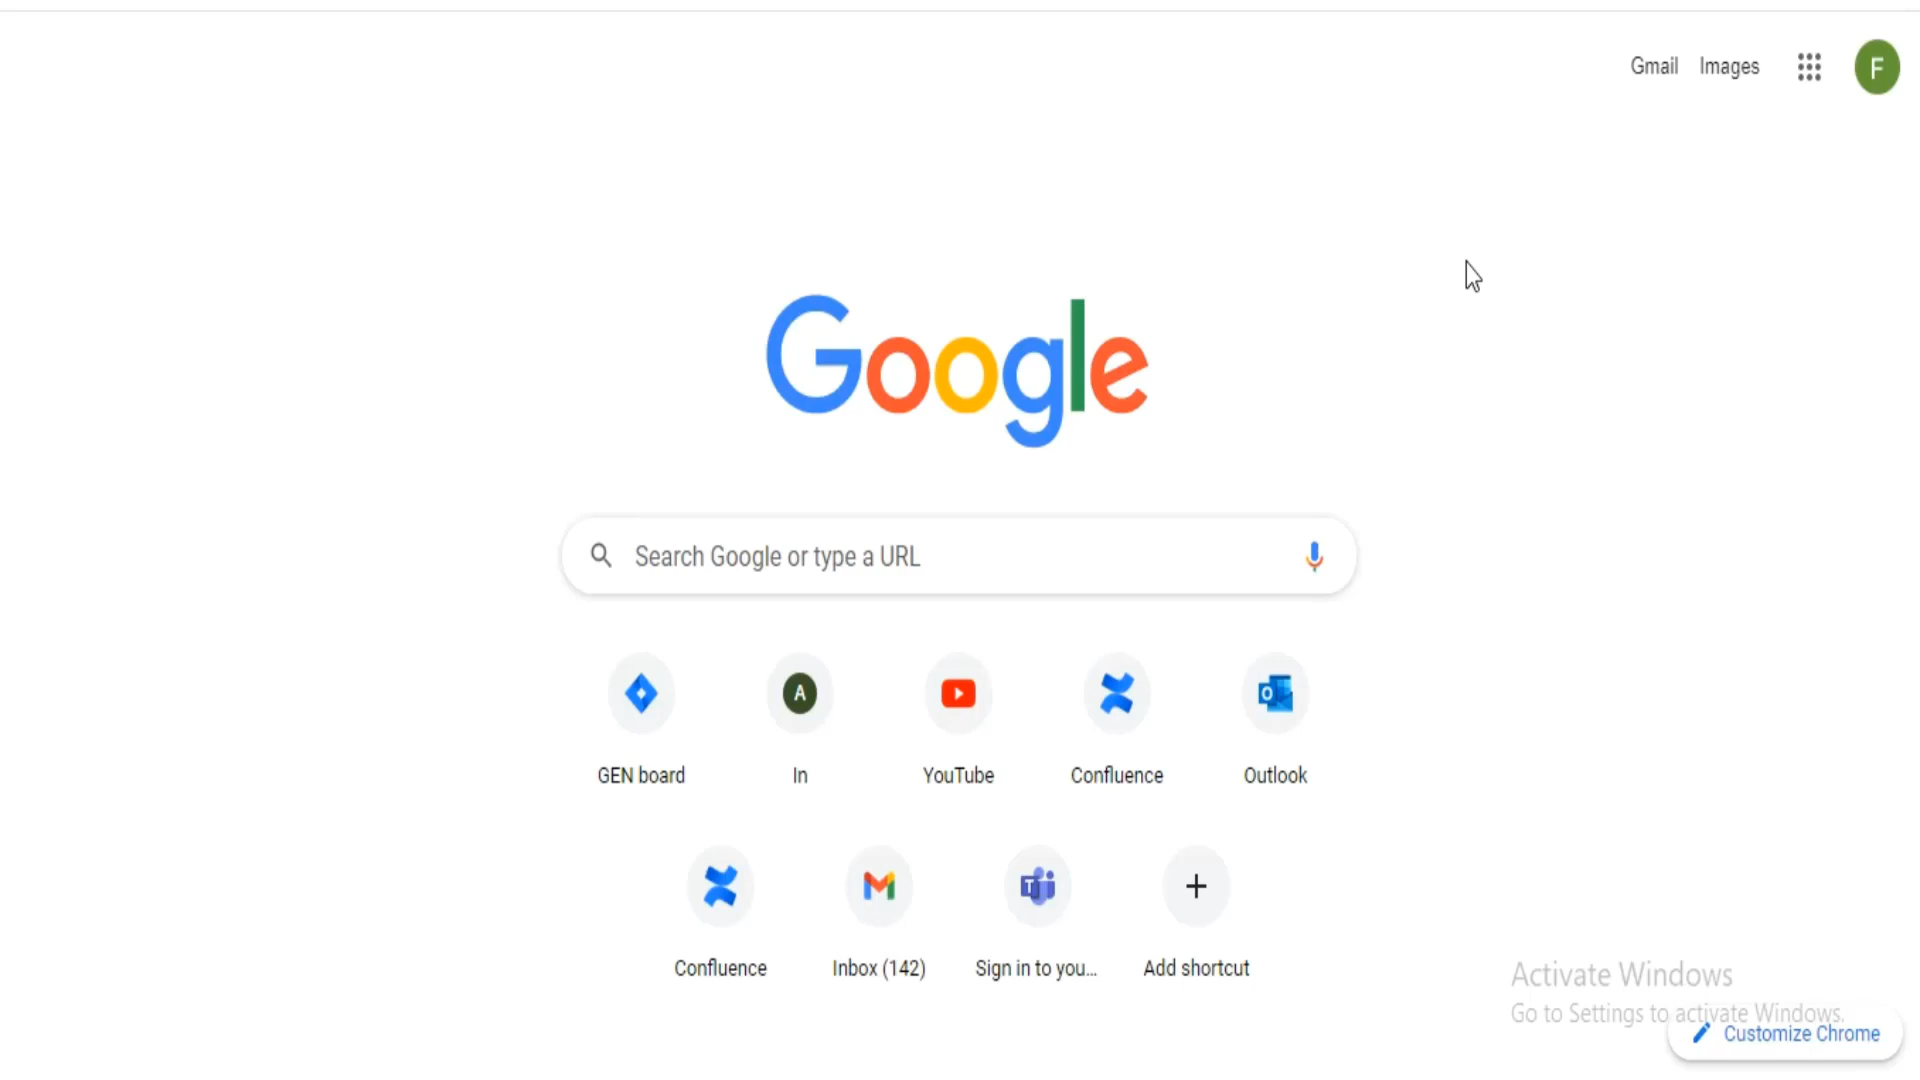 Gmail Images F
Google
Search Google or type a URL
A
GEN board In YouTube Confluence Outlook
Confluence Inbox (142) Sign in to you... Add shortcut
Activate Windows
Go to Settings to activate Windows.
Customize Chrome